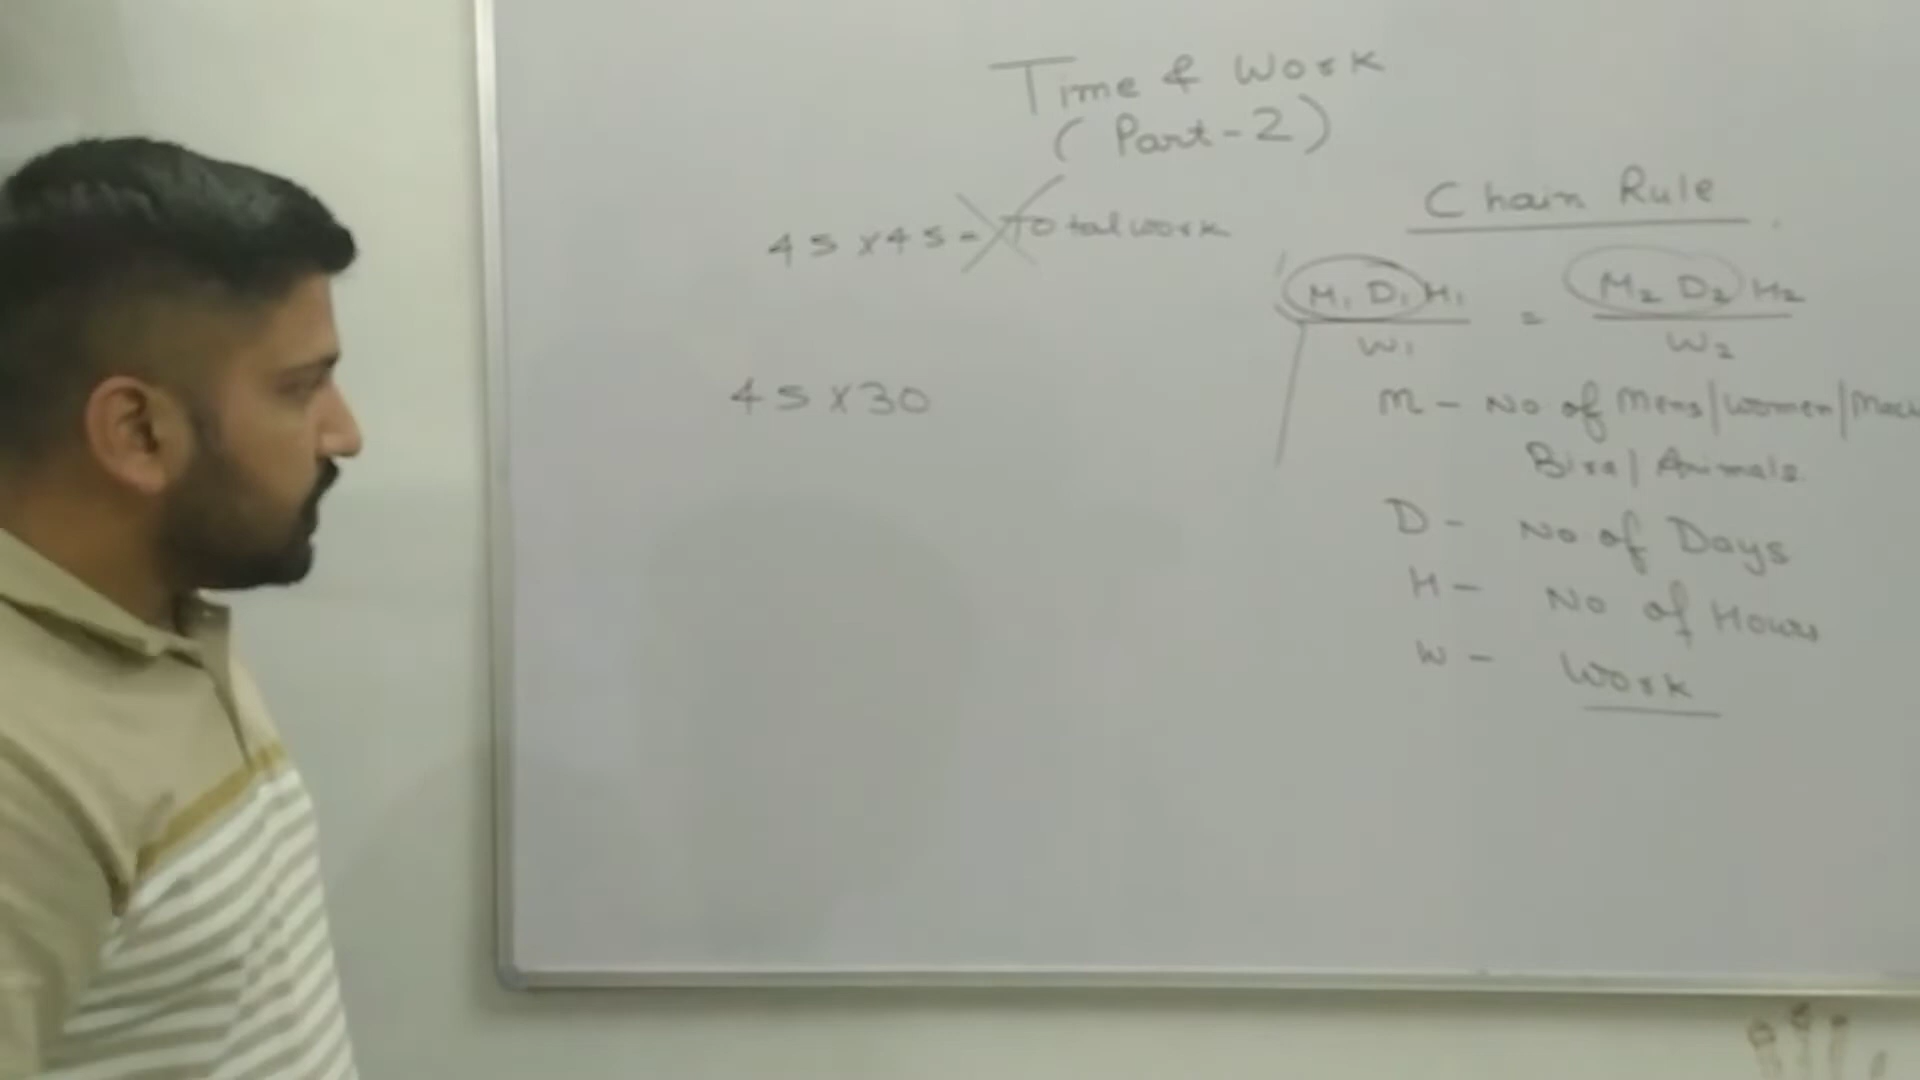 Time & Work
(Part-2)
45 x 45 = Total work
45 x 30
Chain Rule
M₁ D₁ H₁ / W₁ = M₂ D₂ H₂ / W₂
M - No of Mens/women/
/ Animals
D - No of Days
H - No of Hours
W - Work